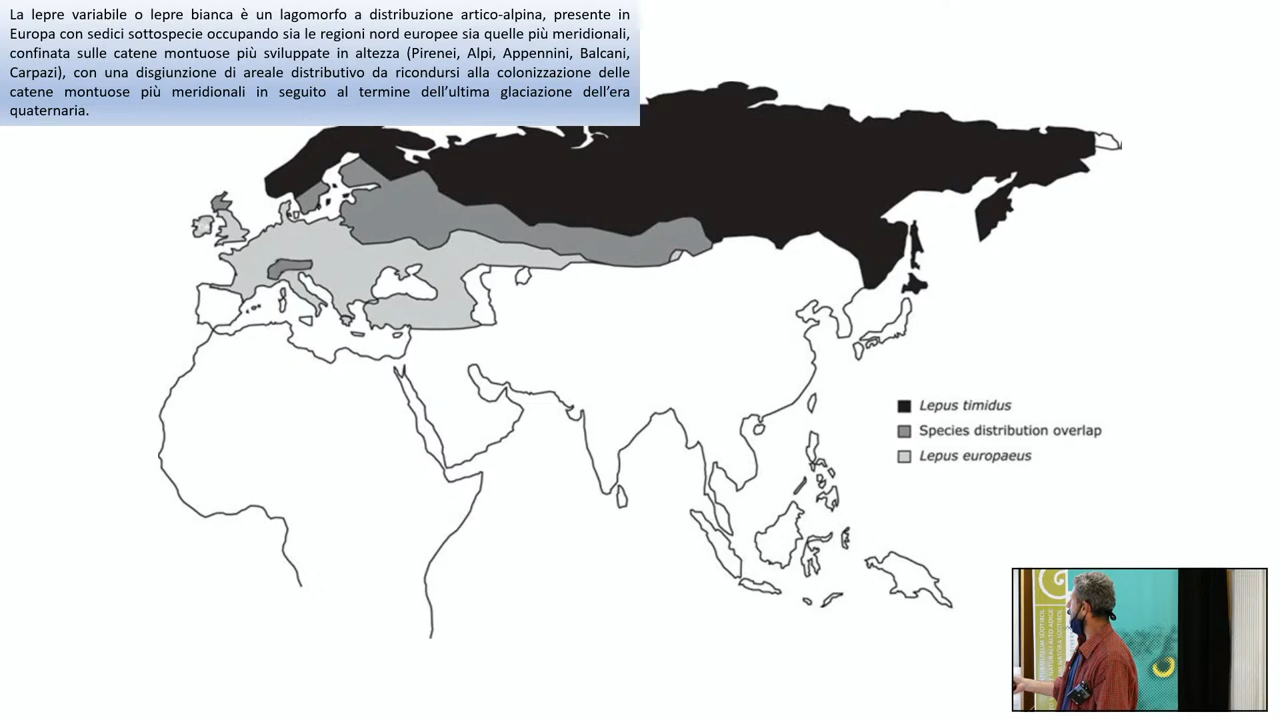 La lepre variabile o lepre bianca è un lagomorfo a distribuzione artico-alpina, presente in
Europa con sedici sottospecie occupando sia le regioni nord europee sia quelle più meridionali,
confinata sulle catene montuose più sviluppate in altezza (Pirenei, Alpi, Appennini, Balcani,
Carpazi), con una disgiunzione di areale distributivo da ricondursi alla colonizzazione delle
catene montuose più meridionali in seguito al termine dell’ultima glaciazione dell’era
quaternaria.
Lepus timidus
Species distribution overlap
Lepus europaeus